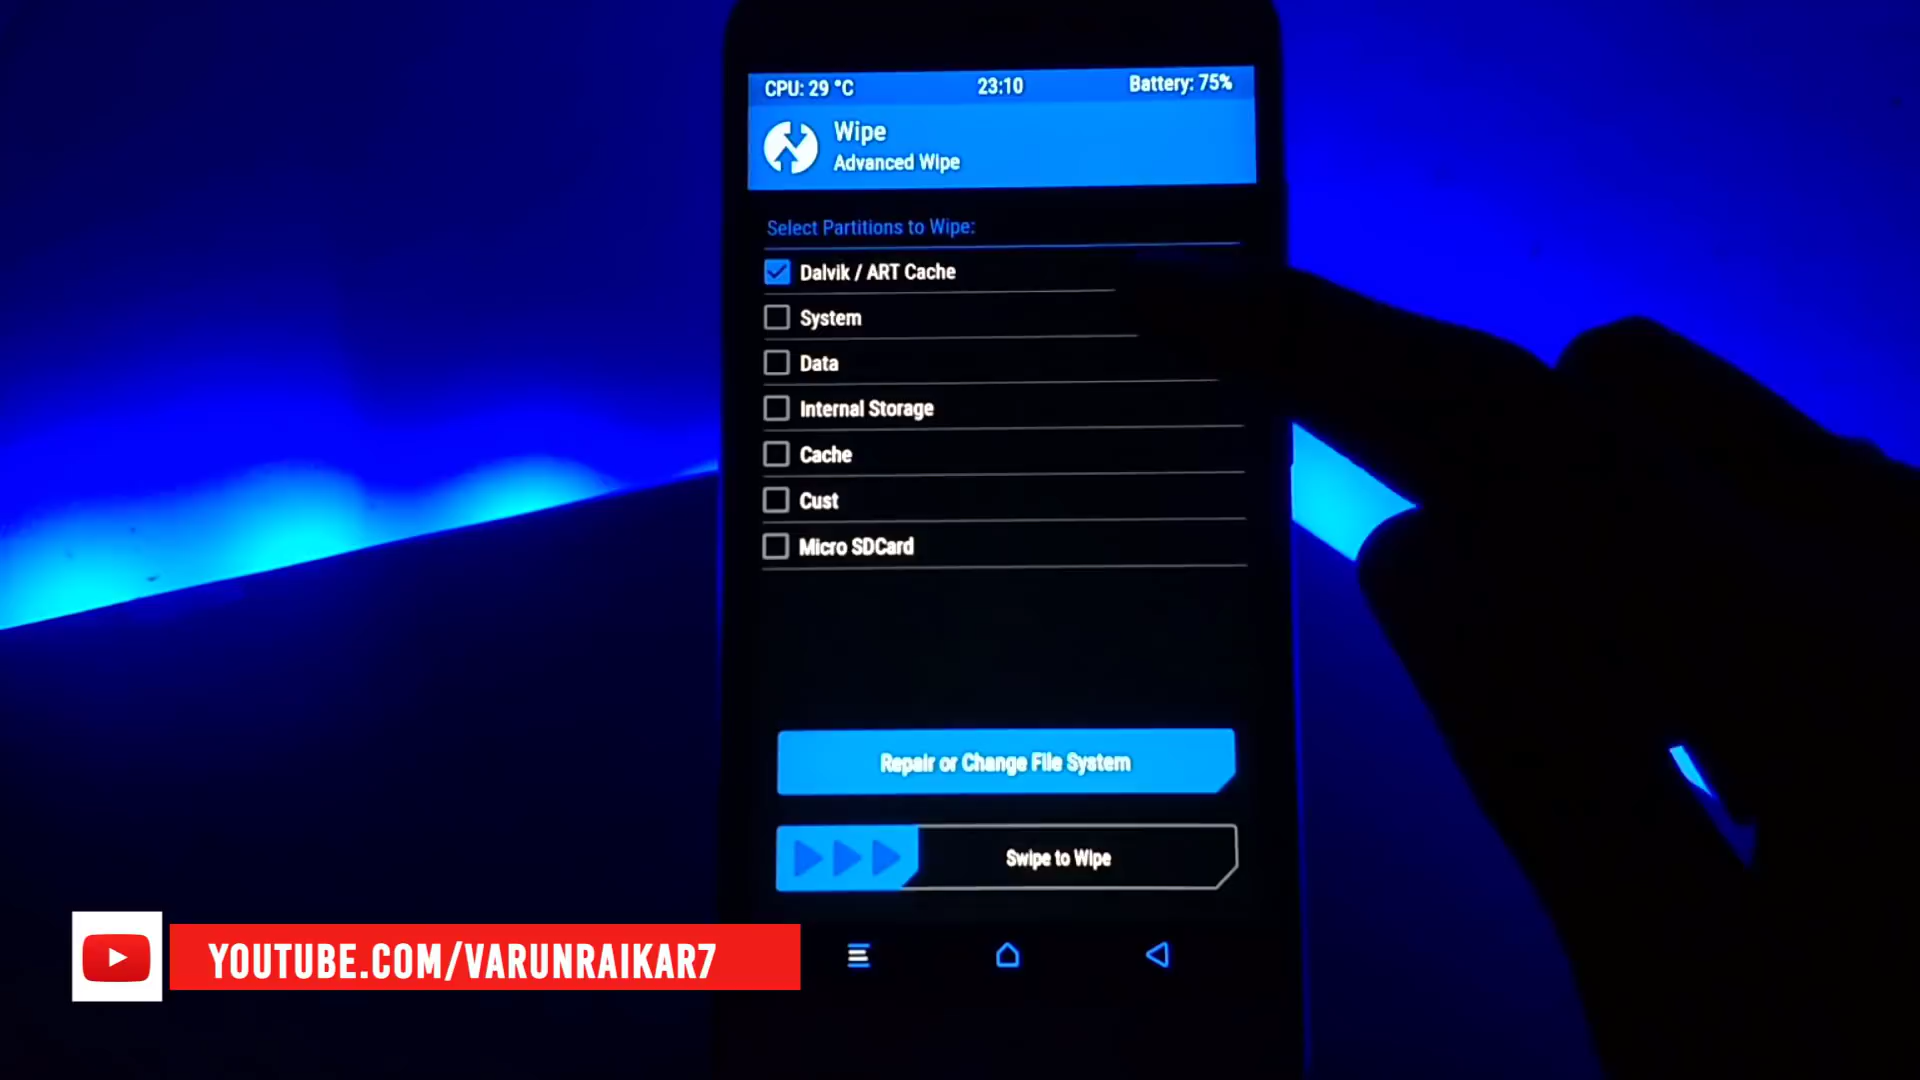 CPU: 29 °C 23:10 Battery: 75%
Wipe
Advanced Wipe
Select Partitions to Wipe:
Dalvik / ART Cache
System
Data
Internal Storage
Cache
Cust
Micro SDCard
Repair or Change File System
Swipe to Wipe
YOUTUBE.COM/VARUNRAIKAR7